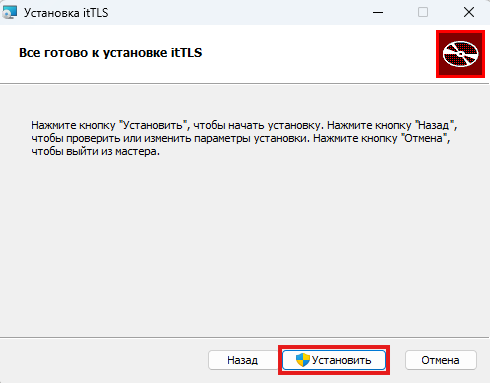 Установка itTLS
Все готово к установке itTLS
Нажмите кнопку "Установить", чтобы начать установку. Нажмите кнопку "Назад",
чтобы проверить или изменить параметры установки. Нажмите кнопку "Отмена",
чтобы выйти из мастера.
Назад
Установить
Отмена